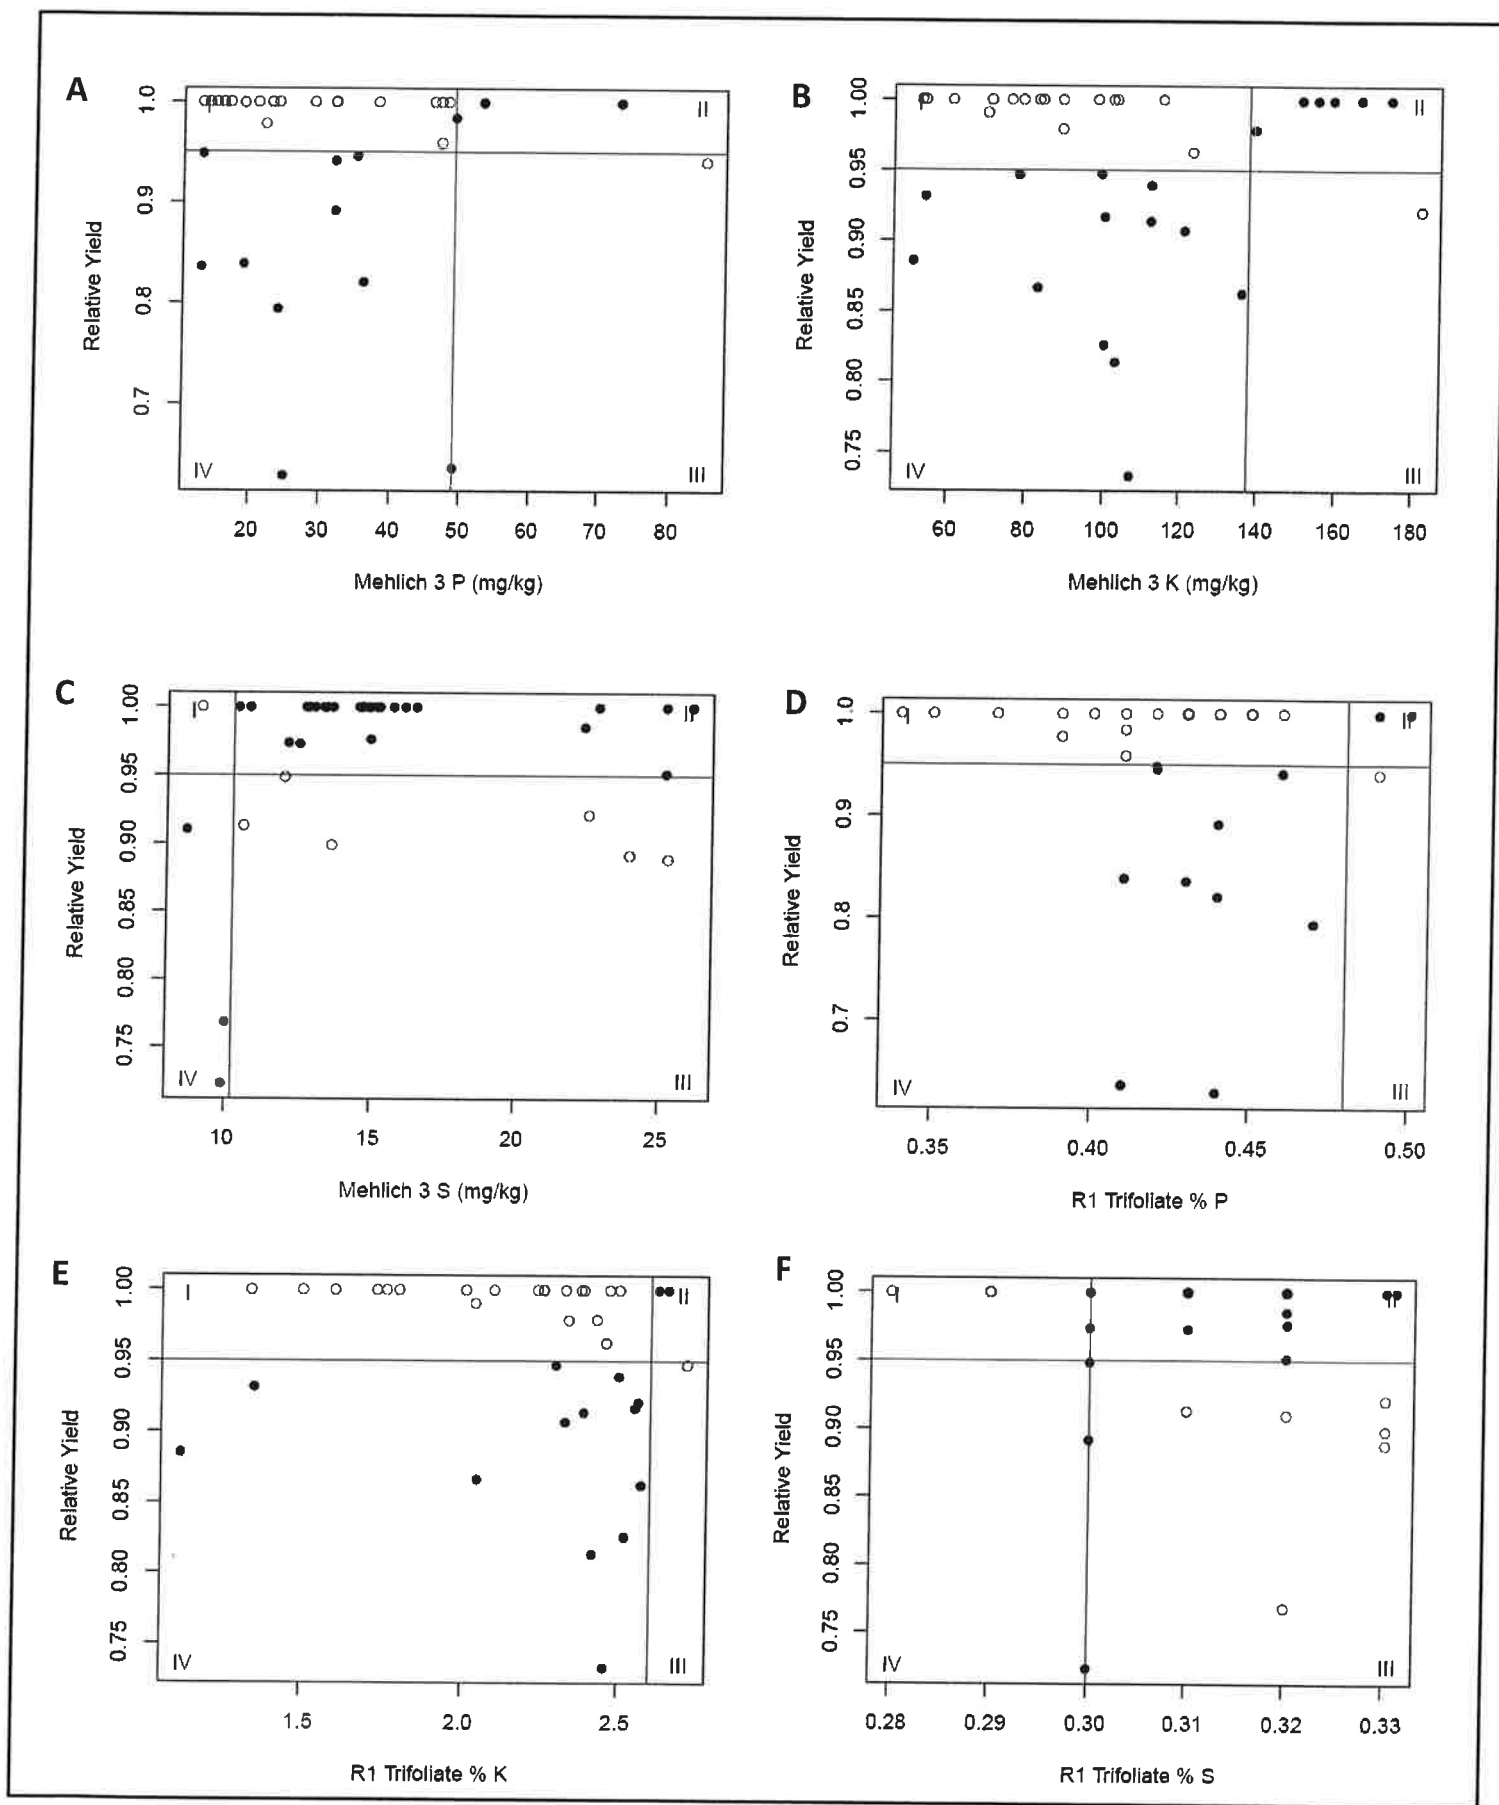 A
I
II
IV
III
1.0
0.9
0.8
0.7
Relative Yield
20 30 40 50 60 70 80
Mehlich 3 P (mg/kg)
B
I
II
IV
III
1.00
0.95
0.90
0.85
0.80
0.75
Relative Yield
60 80 100 120 140 160 180
Mehlich 3 K (mg/kg)
C
I
II
IV
III
1.00
0.95
0.90
0.85
0.80
0.75
Relative Yield
10 15 20 25
Mehlich 3 S (mg/kg)
D
I
II
IV
III
1.0
0.9
0.8
0.7
Relative Yield
0.35 0.40 0.45 0.50
R1 Trifoliate % P
E
I
II
IV
III
1.00
0.95
0.90
0.85
0.80
0.75
Relative Yield
1.5 2.0 2.5
R1 Trifoliate % K
F
I
II
IV
III
1.00
0.95
0.90
0.85
0.80
0.75
Relative Yield
0.28 0.29 0.30 0.31 0.32 0.33
R1 Trifoliate % S